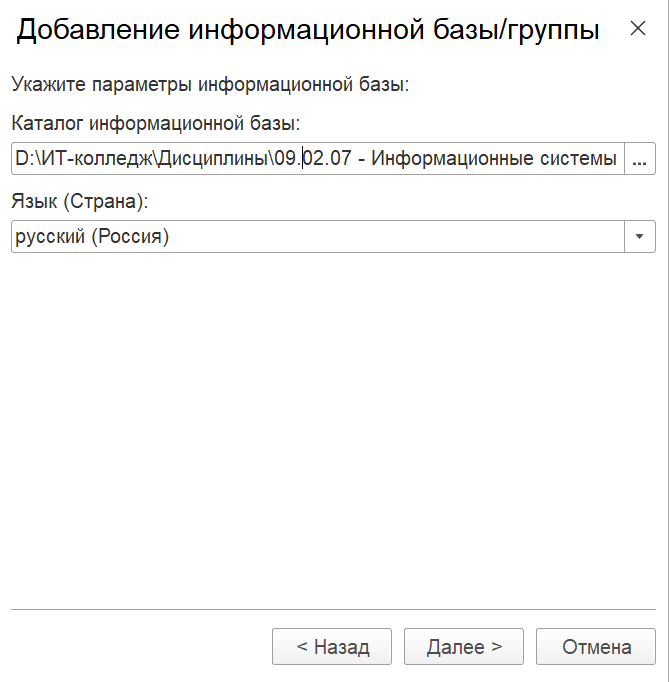 Добавление информационной базы/группы
Укажите параметры информационной базы:
Каталог информационной базы:
D:\ИТ-колледж\Дисциплины\09.02.07 - Информационные системы
...
Язык (Страна):
русский (Россия)
< Назад
Далее >
Отмена